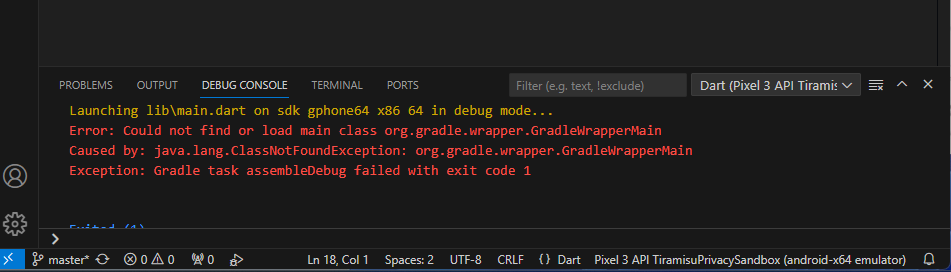 PROBLEMS OUTPUT DEBUG CONSOLE TERMINAL PORTS Filter (e.g. text, !exclude) Dart (Pixel 3 API Tiramis
Launching lib\main.dart on sdk gphone64 x86 64 in debug mode...
Error: Could not find or load main class org.gradle.wrapper.GradleWrapperMain
Caused by: java.lang.ClassNotFoundException: org.gradle.wrapper.GradleWrapperMain
Exception: Gradle task assembleDebug failed with exit code 1
Exited (1)
master* 0 0 0 Ln 18, Col 1 Spaces: 2 UTF-8 CRLF {} Dart Pixel 3 API TiramisuPrivacySandbox (android-x64 emulator)